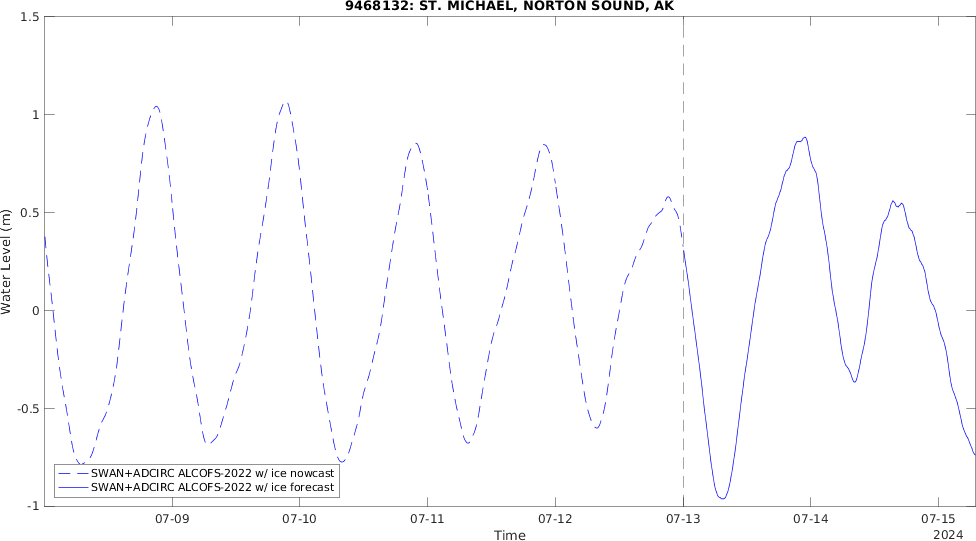 9468132: ST. MICHAEL, NORTON SOUND, AK
1.5
1
0.5
0
-0.5
-1
Water Level (m)
SWAN+ADCIRC ALCOFS-2022 w/ ice nowcast
SWAN+ADCIRC ALCOFS-2022 w/ ice forecast
07-09
07-10
07-11
07-12
07-13
07-14
07-15
Time
2024